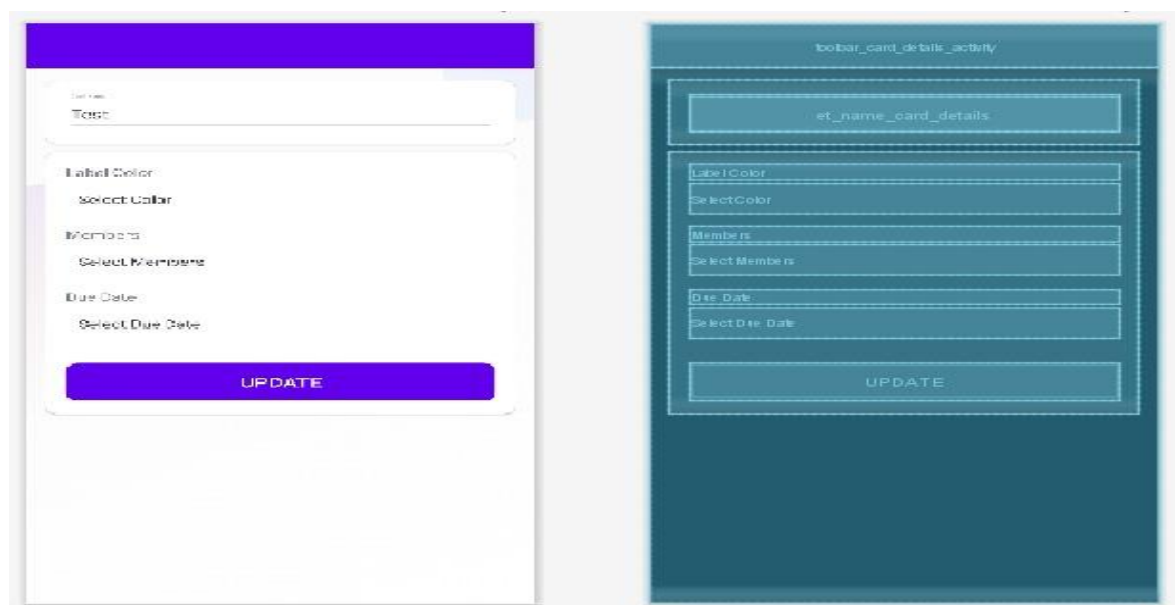 Test
Label Color
Select Color
Members
Select Members
Due Date
Select Due Date
UPDATE
toolbar_card_details_activity
et_name_card_details
Label Color
Select Color
Members
Select Members
Due Date
Select Due Date
UPDATE